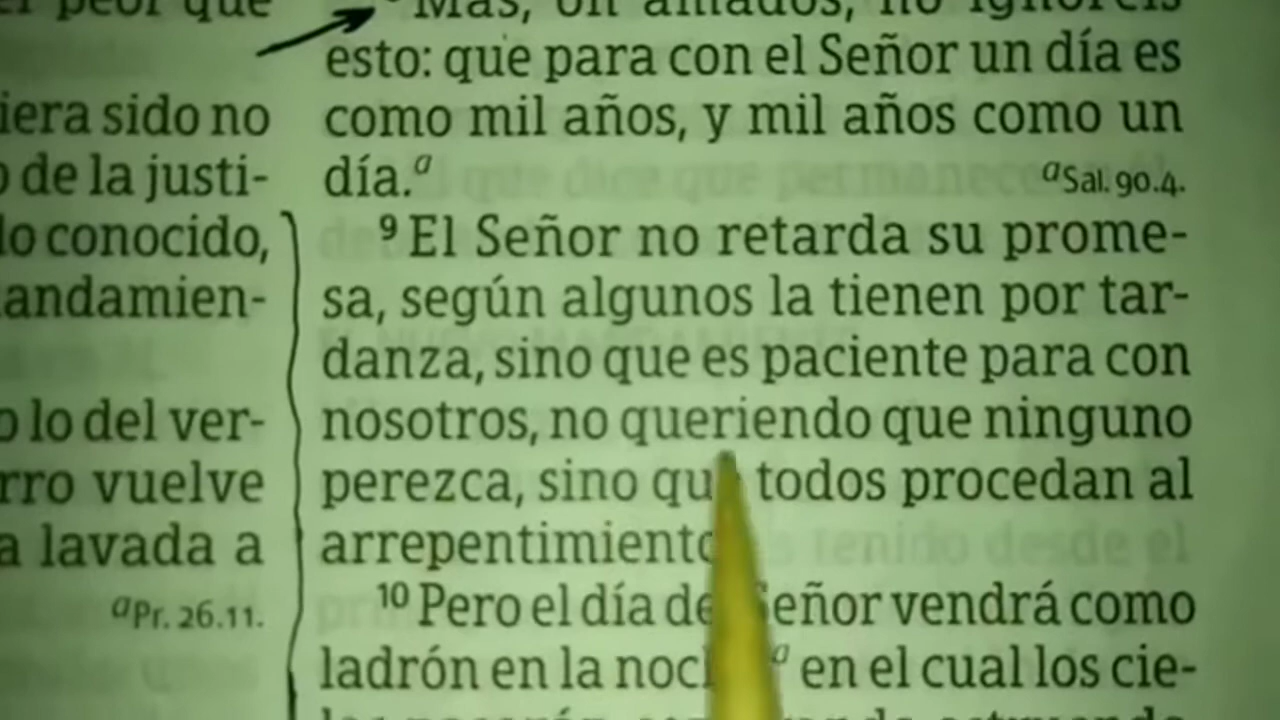 peor que
iera sido no
de la justi-
lo conocido,
andamien-
lo del ver-
rro vuelve
a lavada a
ᵃPr. 26.11.
Mas, oh amados, no ignoréis
esto: que para con el Señor un día es
como mil años, y mil años como un
día.ᵃ ᵃSal. 90.4.
⁹ El Señor no retarda su prome-
sa, según algunos la tienen por tar-
danza, sino que es paciente para con
nosotros, no queriendo que ninguno
perezca, sino qu todos procedan al
arrepentimiento
¹⁰ Pero el día de Señor vendrá como
ladrón en la noc ᵃ en el cual los cie-